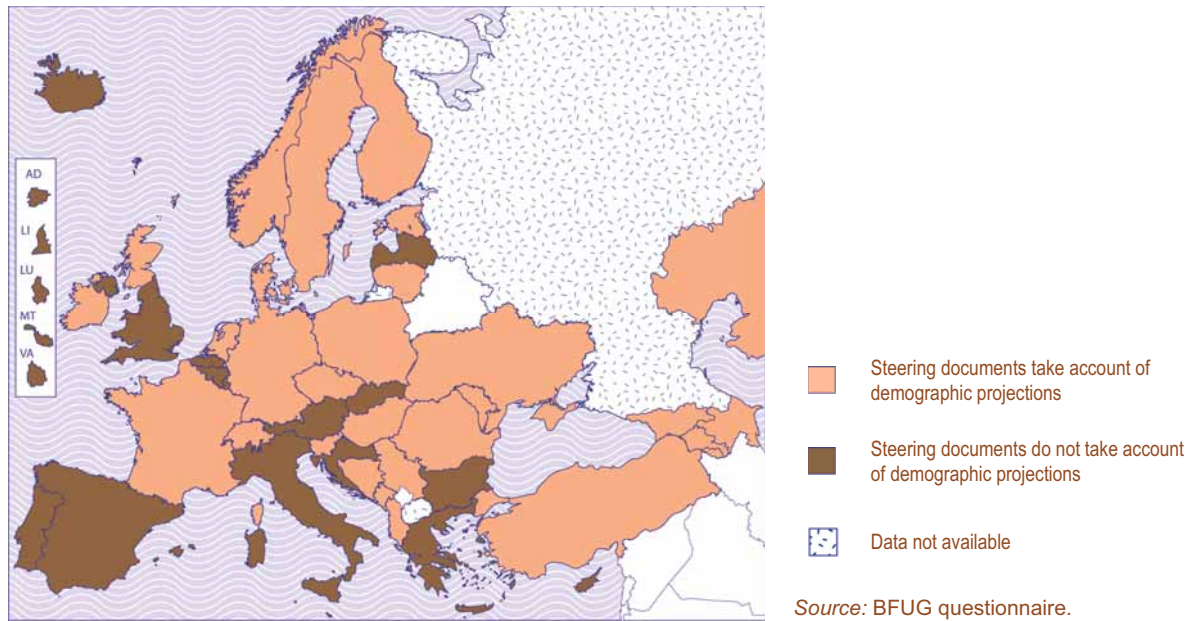 AD
LI
LU
MT
VA
Steering documents take account of
demographic projections
Steering documents do not take account
of demographic projections
Data not available
Source: BFUG questionnaire.